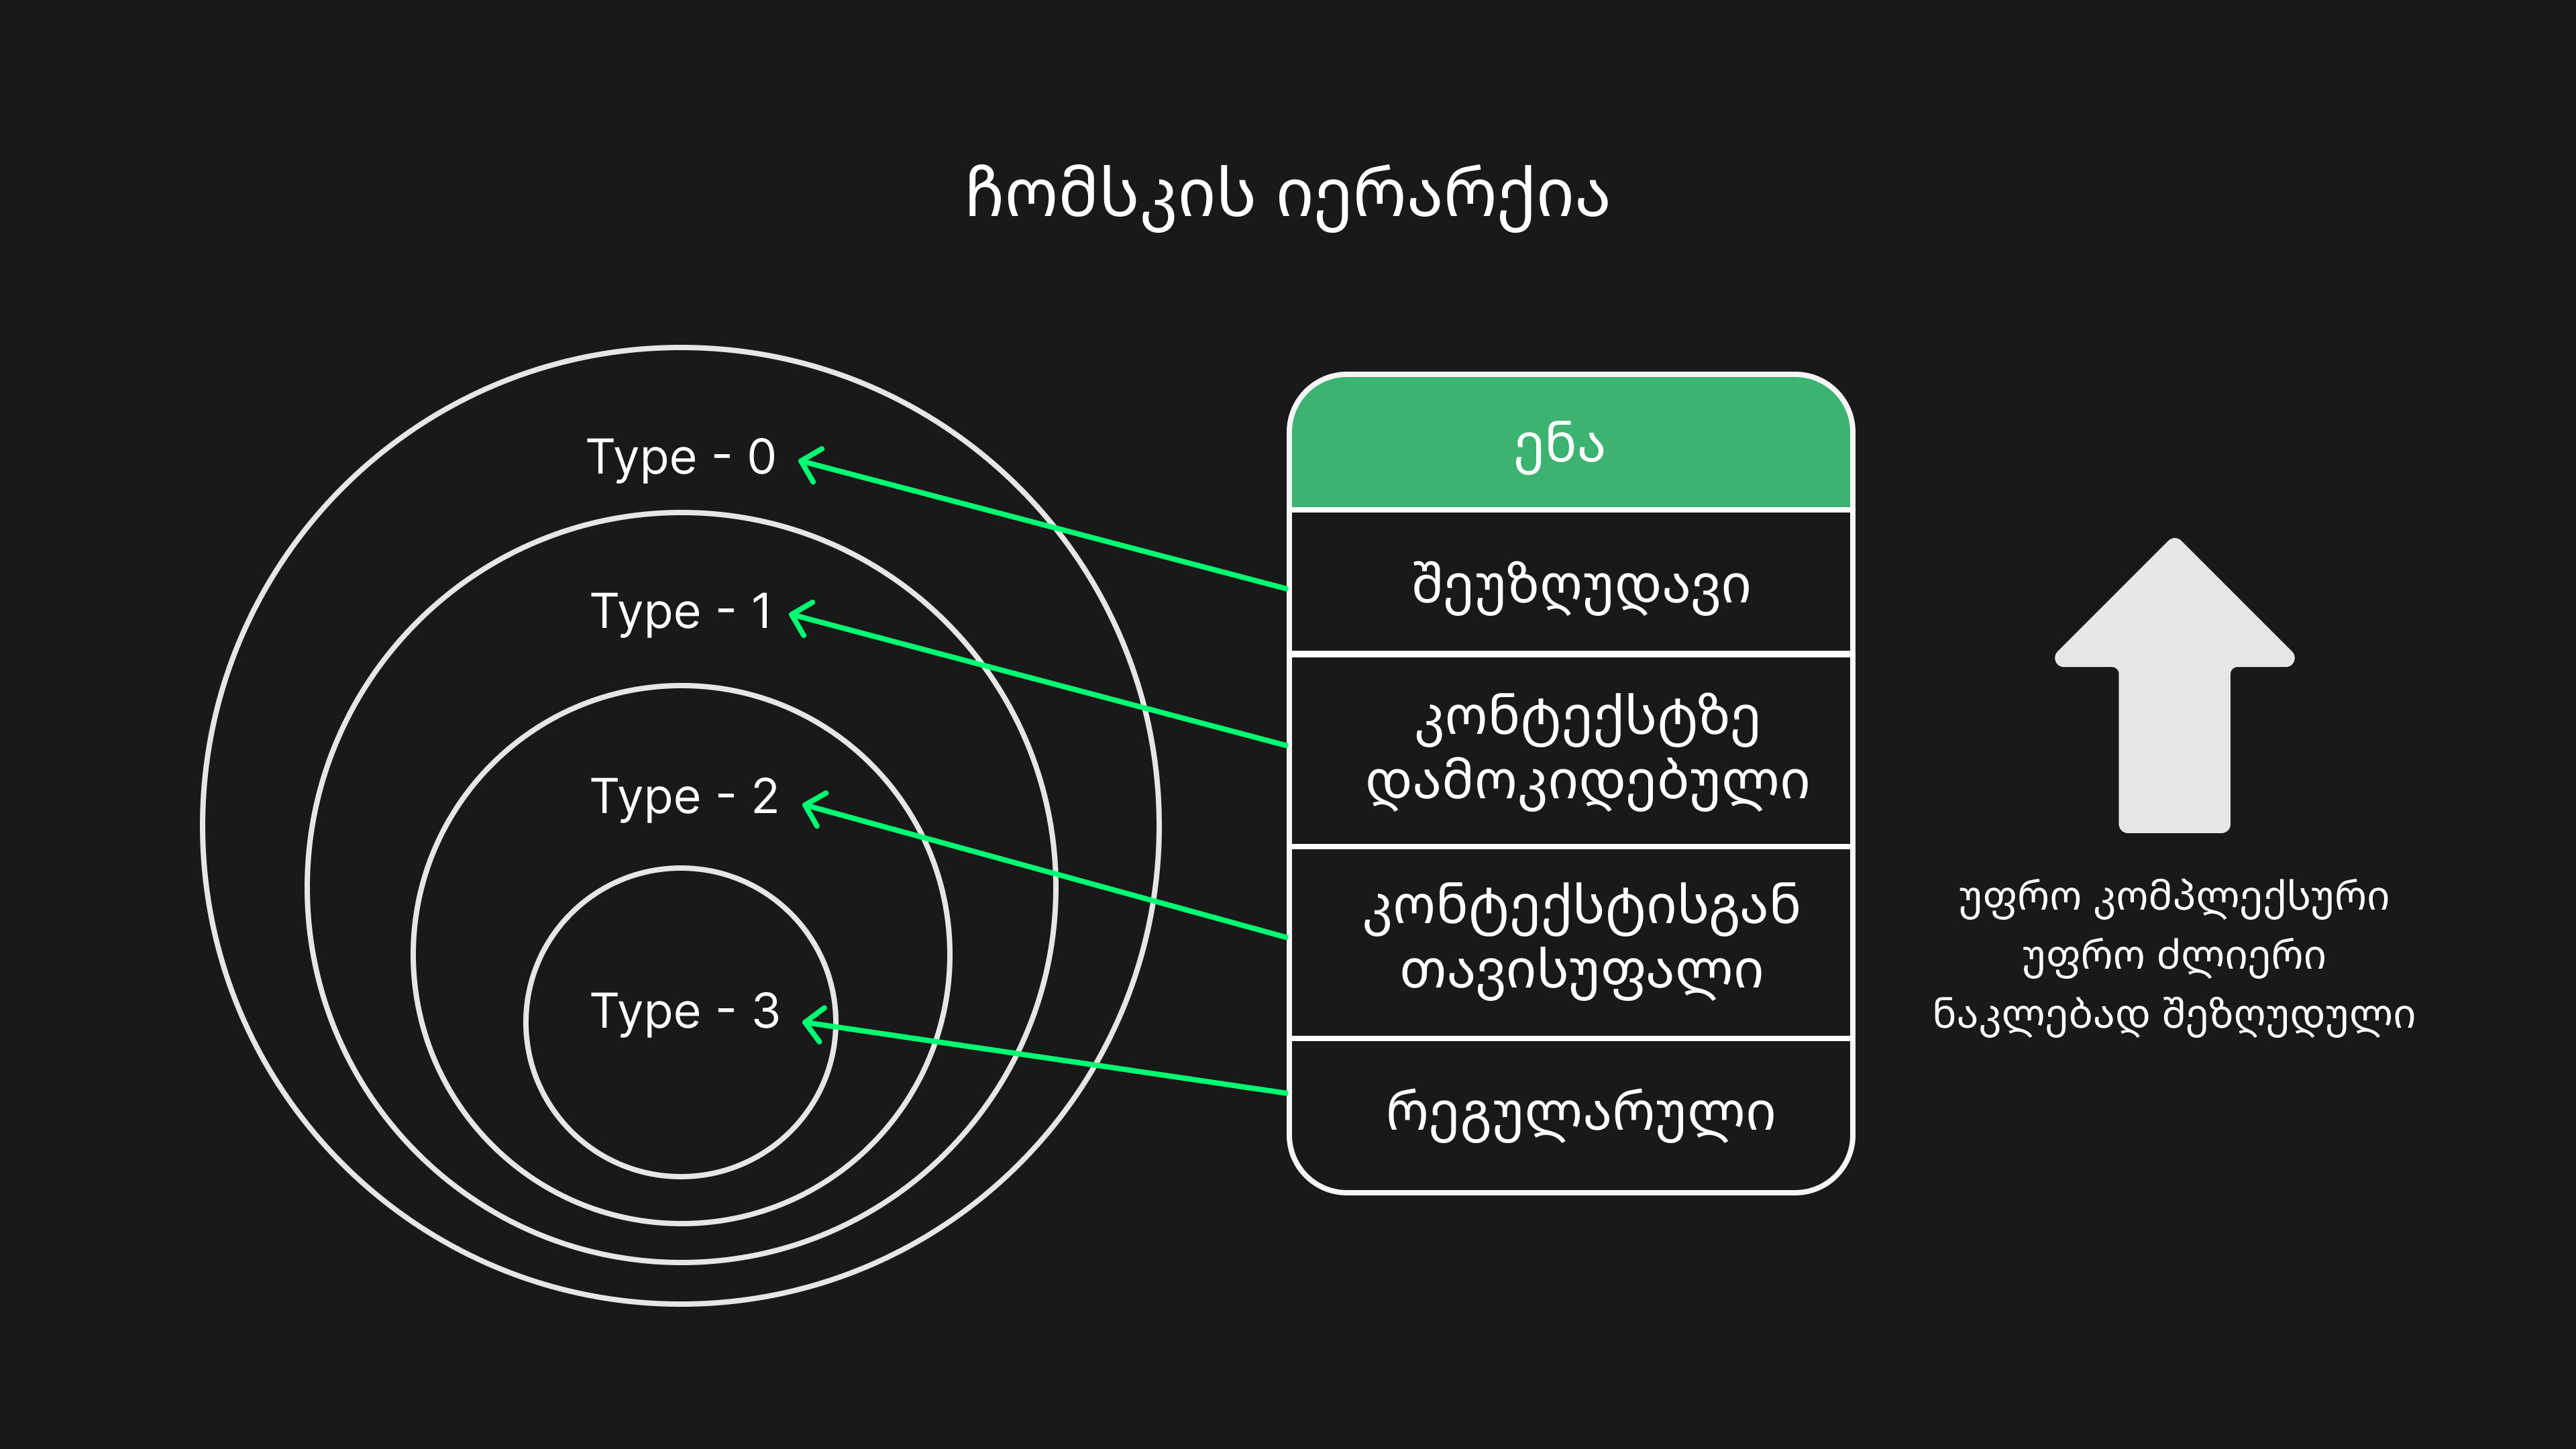 ჩომსკის იერარქია
Type - 0
Type - 1
Type - 2
Type - 3
ენა
შეუზღუდავი
კონტექსტზე
დამოკიდებული
კონტექსტისგან
თავისუფალი
რეგულარული
უფრო კომპლექსური
უფრო ძლიერი
ნაკლებად შეზღუდული